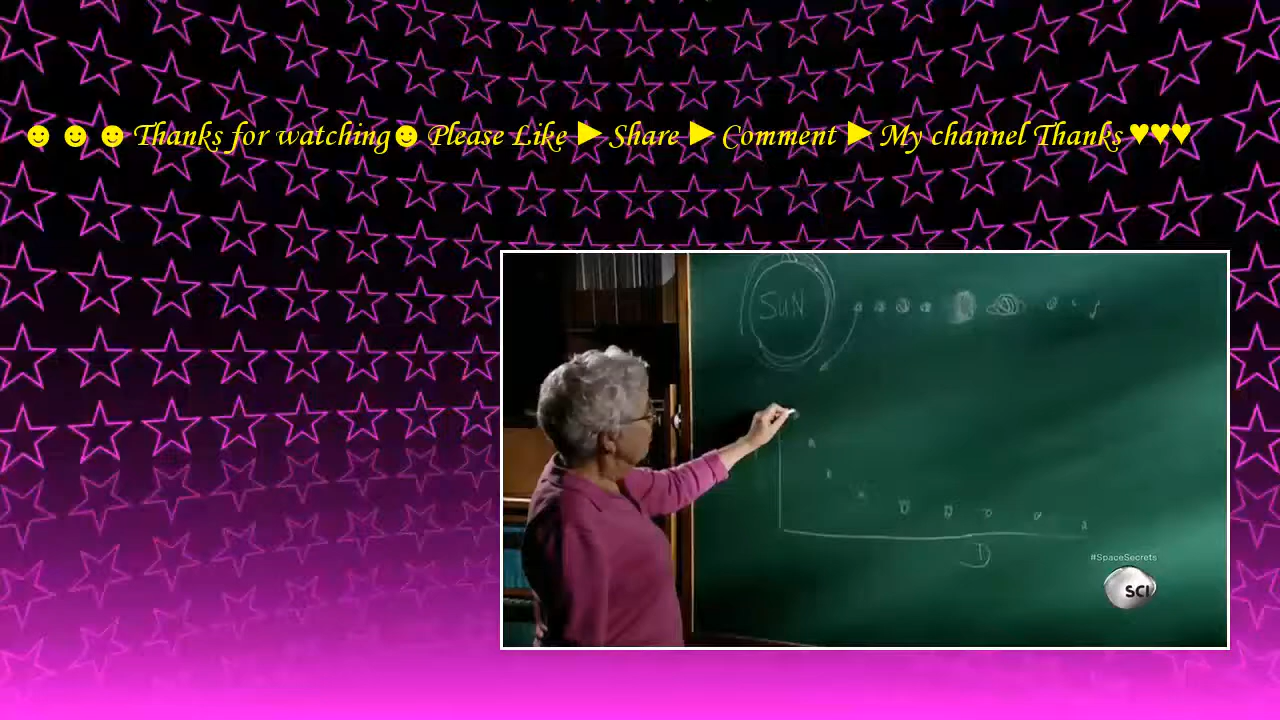 ☻ ☻ ☻ Thanks for watching☻ Please Like ► Share ► Comment ► My channel Thanks ♥♥♥
SUN
D
#SpaceSecrets
SCI